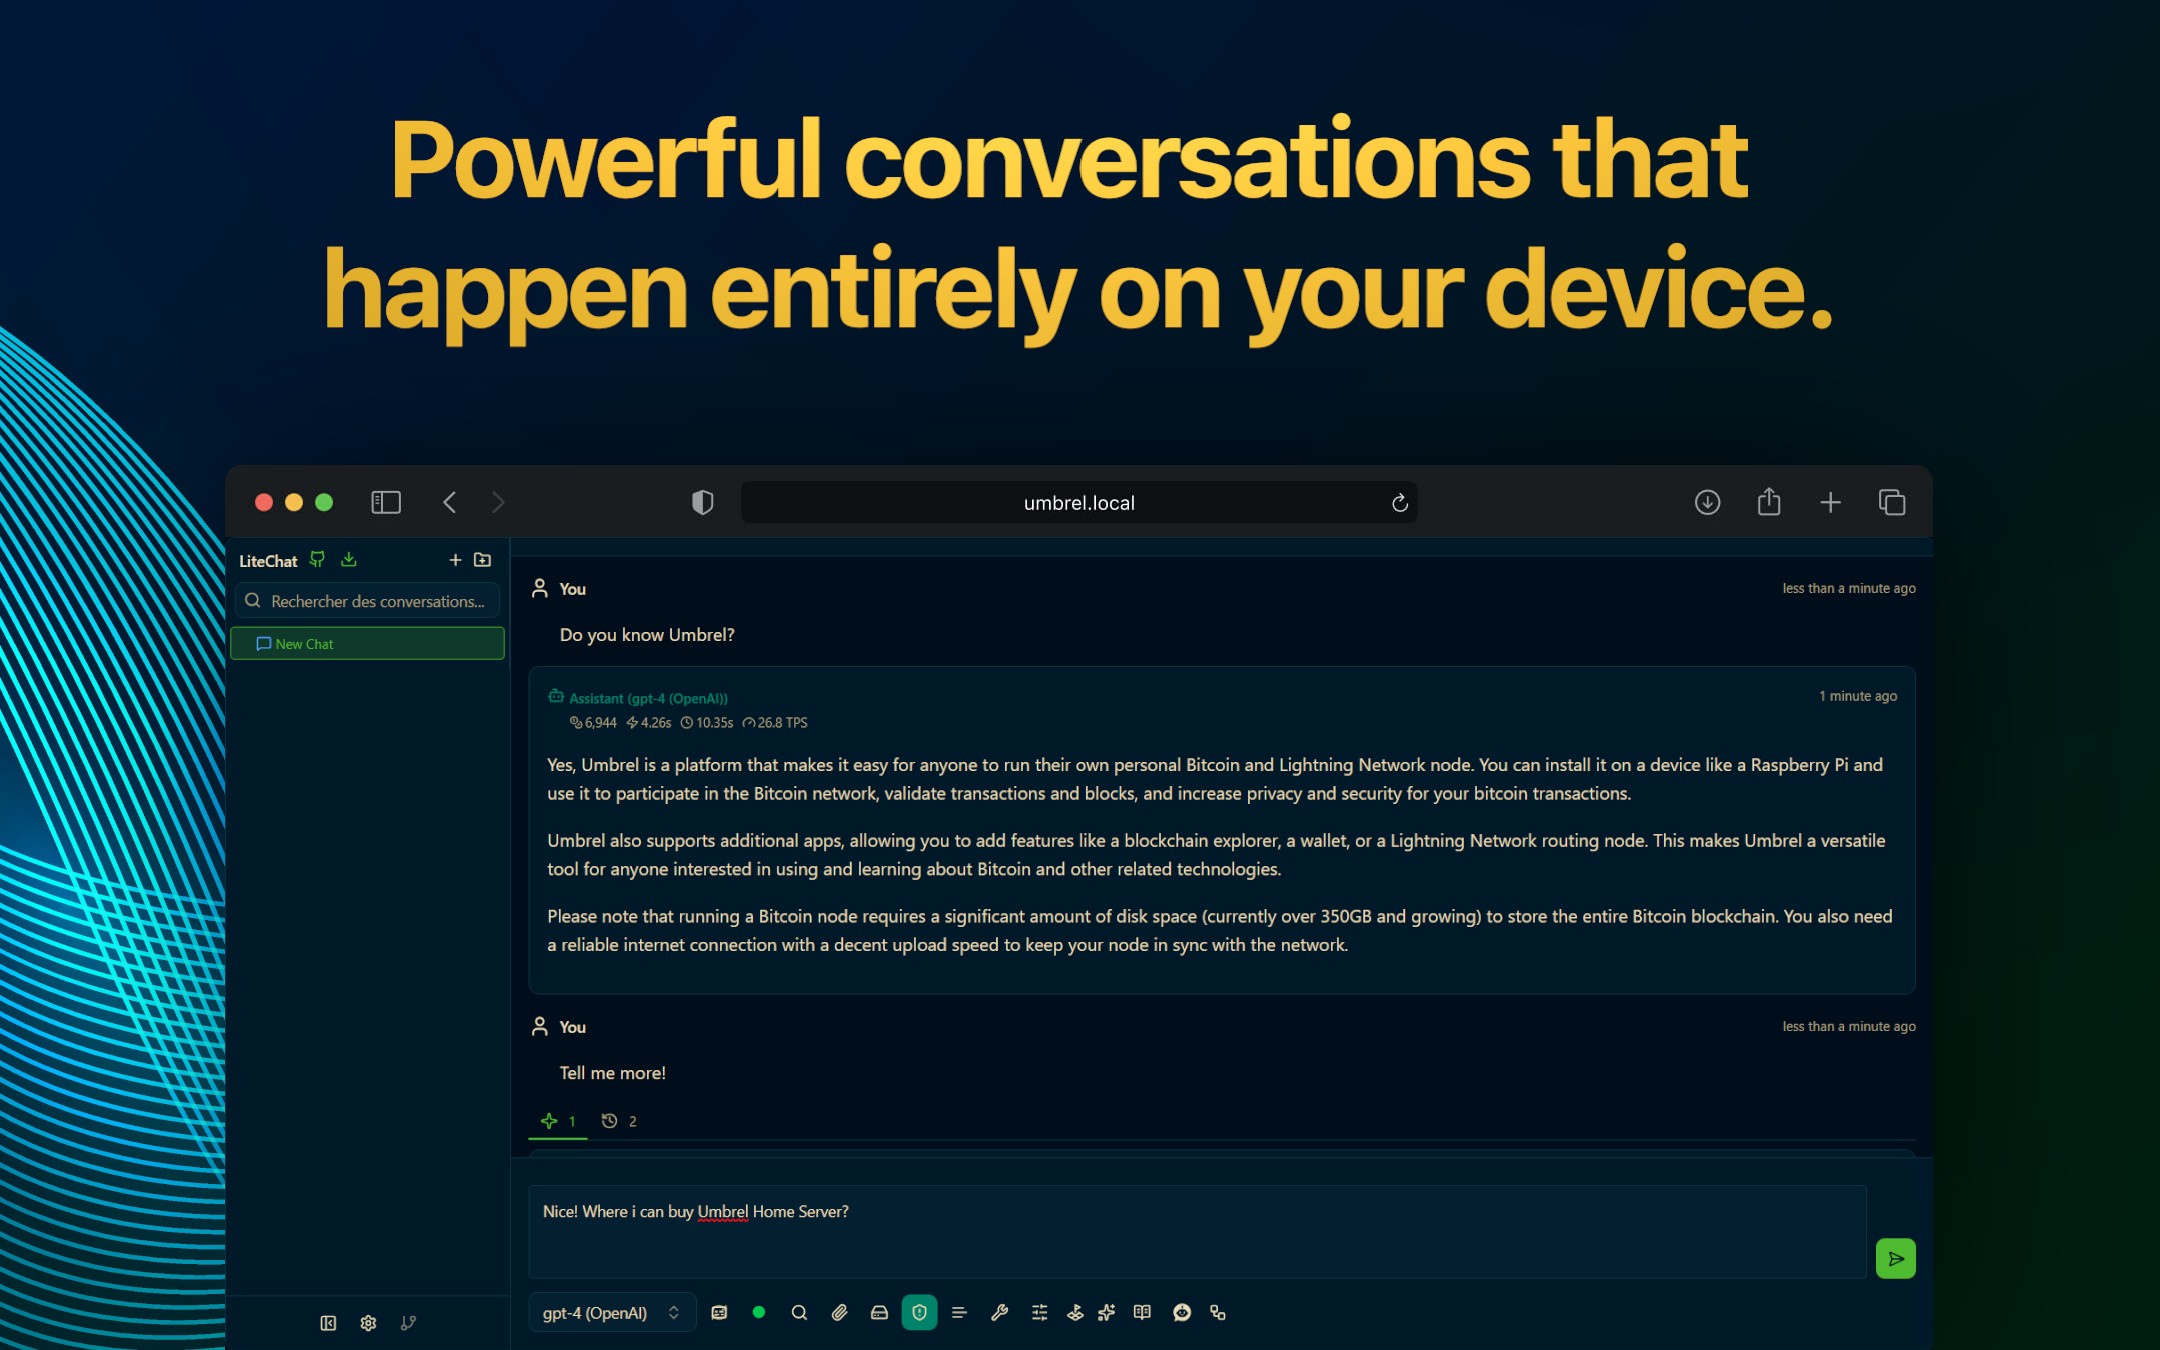 Powerful conversations that
happen entirely on your device.
umbrel.local
LiteChat
Rechercher des conversations...
New Chat
You
less than a minute ago
Do you know Umbrel?
Assistant (gpt-4 (OpenAI))
1 minute ago
6,944 4.26s 10.35s 26.8 TPS
Yes, Umbrel is a platform that makes it easy for anyone to run their own personal Bitcoin and Lightning Network node. You can install it on a device like a Raspberry Pi and
use it to participate in the Bitcoin network, validate transactions and blocks, and increase privacy and security for your bitcoin transactions.
Umbrel also supports additional apps, allowing you to add features like a blockchain explorer, a wallet, or a Lightning Network routing node. This makes Umbrel a versatile
tool for anyone interested in using and learning about Bitcoin and other related technologies.
Please note that running a Bitcoin node requires a significant amount of disk space (currently over 350GB and growing) to store the entire Bitcoin blockchain. You also need
a reliable internet connection with a decent upload speed to keep your node in sync with the network.
You
less than a minute ago
Tell me more!
1 2
Nice! Where i can buy Umbrel Home Server?
gpt-4 (OpenAI)